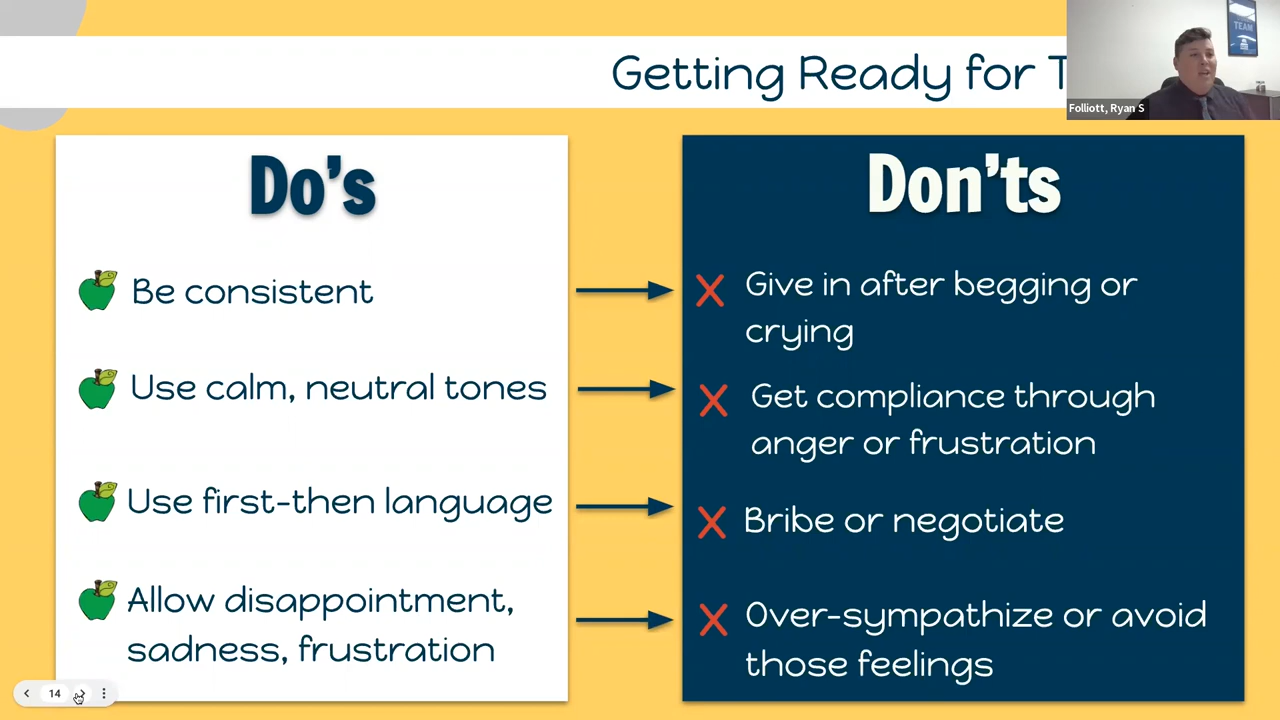 Getting Ready for T
TEAM
Folliott, Ryan S
Do's
Be consistent
Use calm, neutral tones
Use first-then language
Allow disappointment,
sadness, frustration
Don'ts
Give in after begging or
crying
Get compliance through
anger or frustration
Bribe or negotiate
Over-sympathize or avoid
those feelings
14